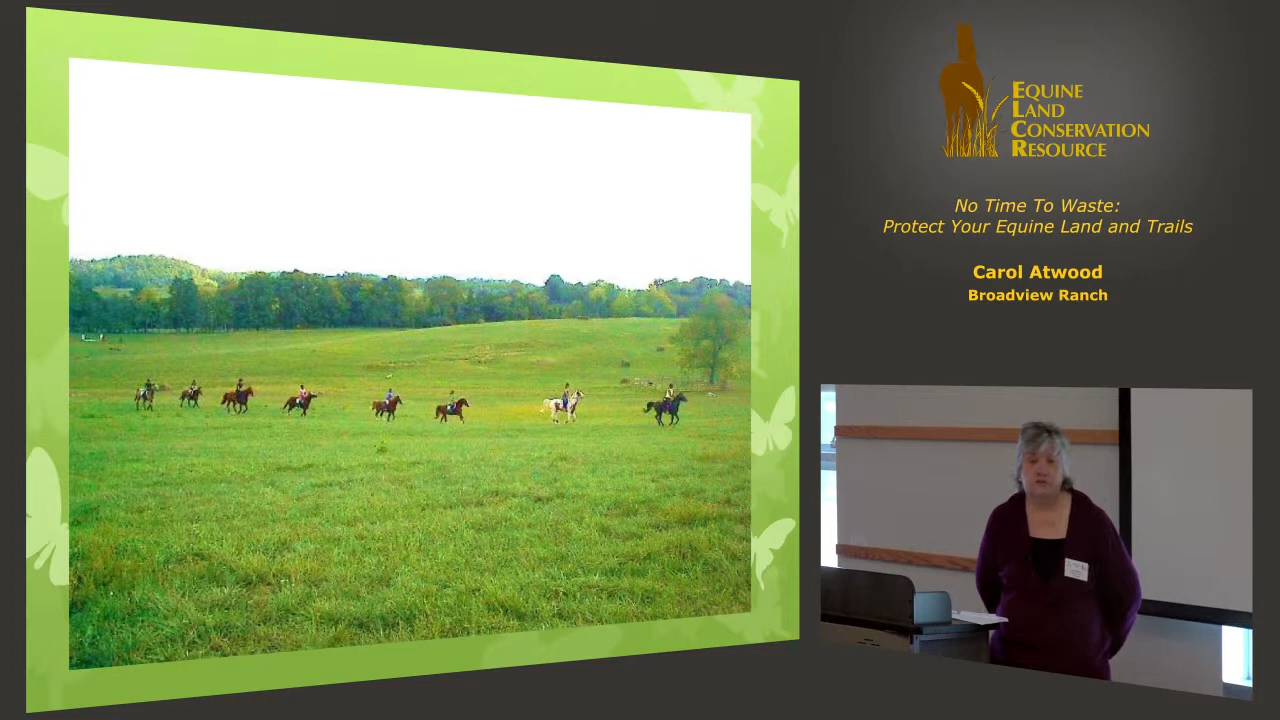 EQUINE
LAND
CONSERVATION
RESOURCE
No Time To Waste:
Protect Your Equine Land and Trails
Carol Atwood
Broadview Ranch